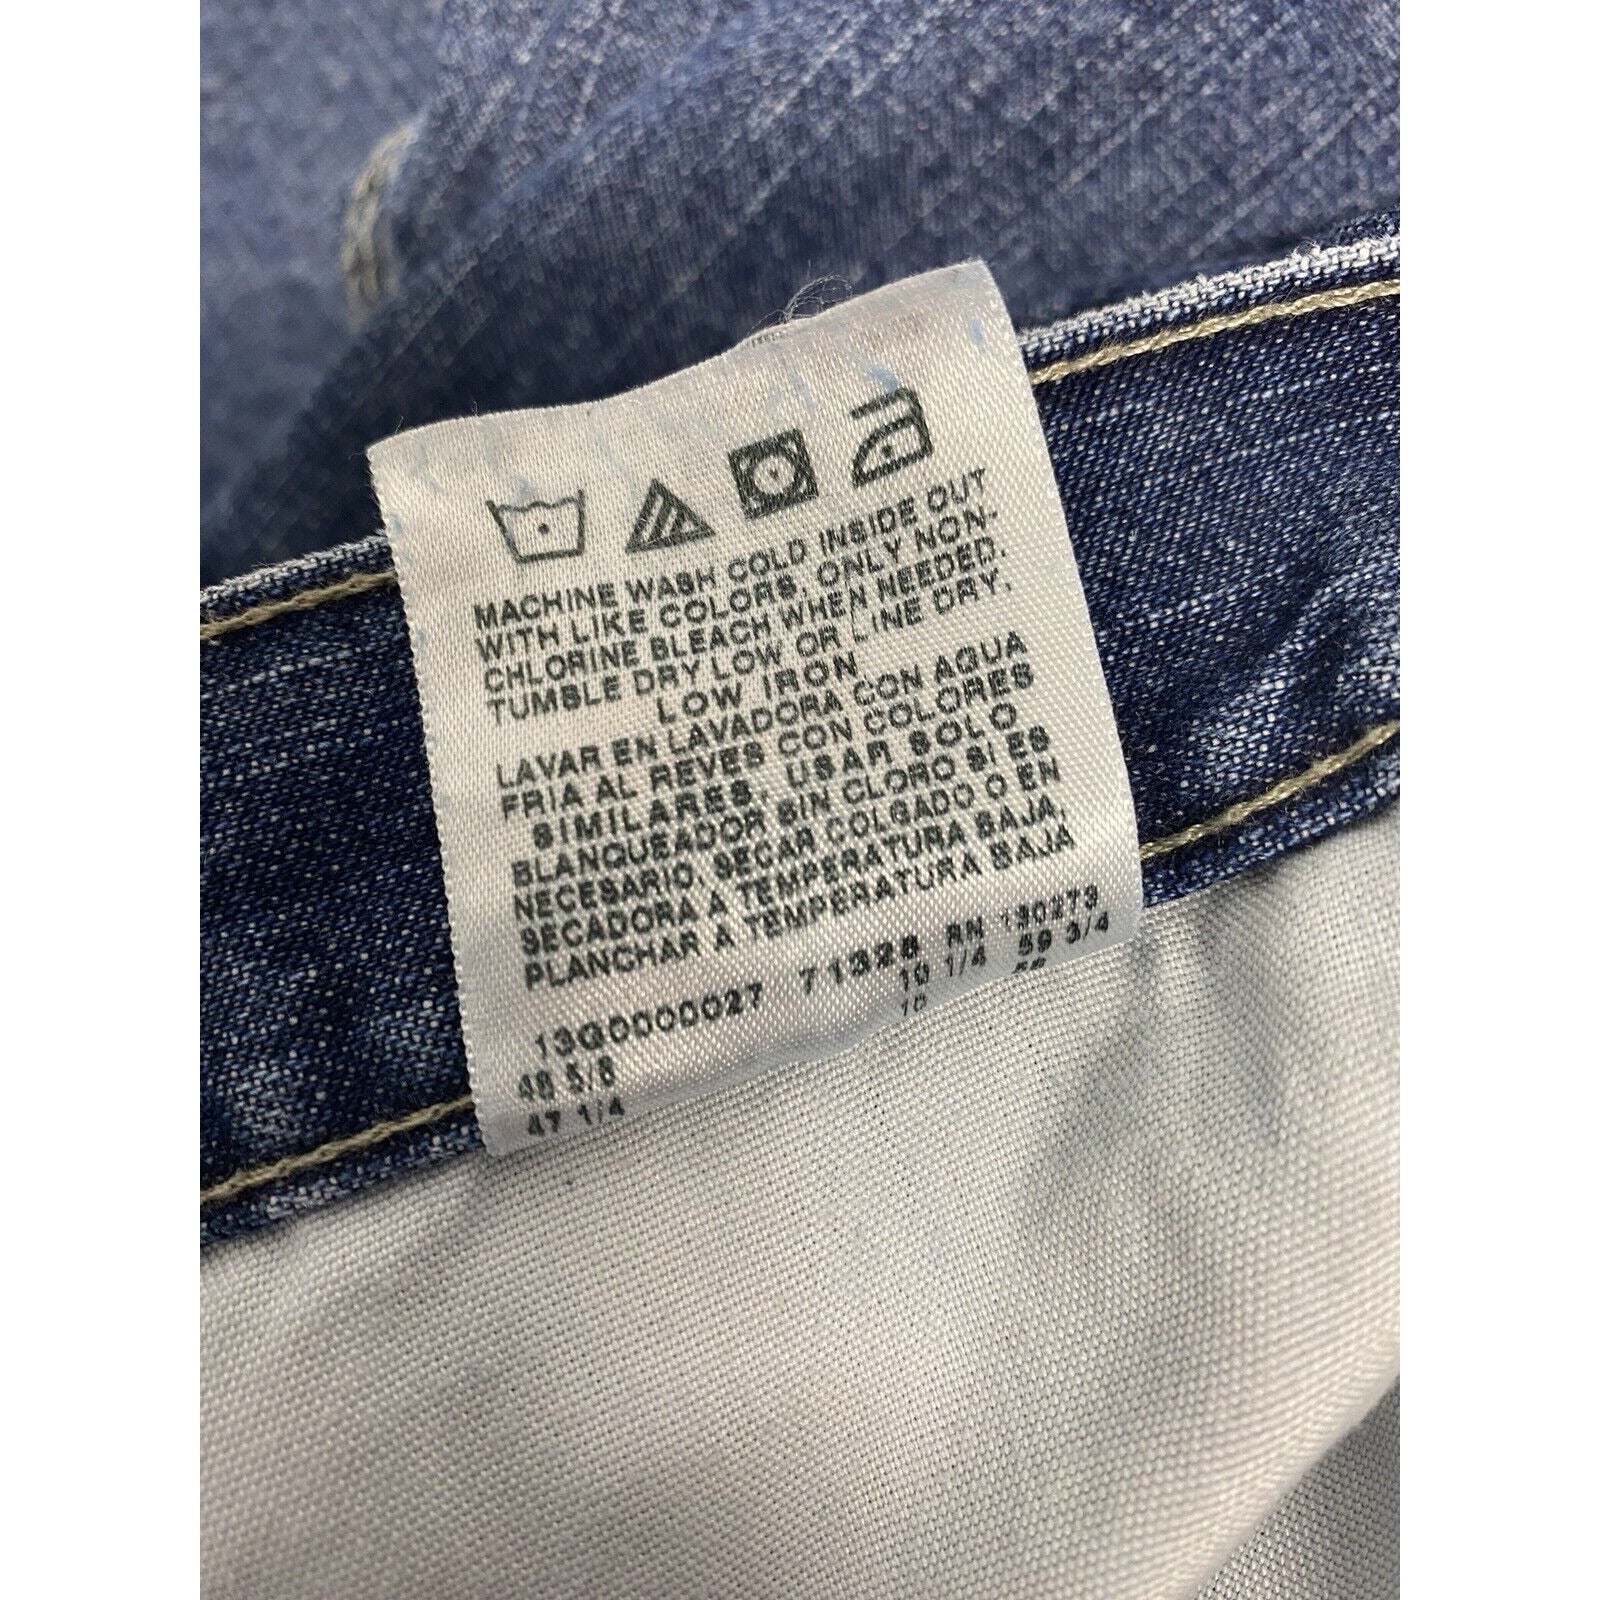 MACHINE WASH COLD INSIDE OUT
WITH LIKE COLORS, ONLY NON-
CHLORINE BLEACH WHEN NEEDED.
TUMBLE DRY LOW OR LINE DRY.
LOW IRON
LAVAR EN LAVADORA CON AGUA
FRIA AL REVES CON COLORES
SIMILARES. USAR SOLO
BLANQUEADOR SIN CLORO SI ES
NECESARIO. SECAR COLGADO O EN
SECADORA A TEMPERATURA BAJA.
PLANCHAR A TEMPERATURA BAJA
13G0000027 71328 RN 130273
48 5/8 10 1/4 59 3/4
47 1/4 10